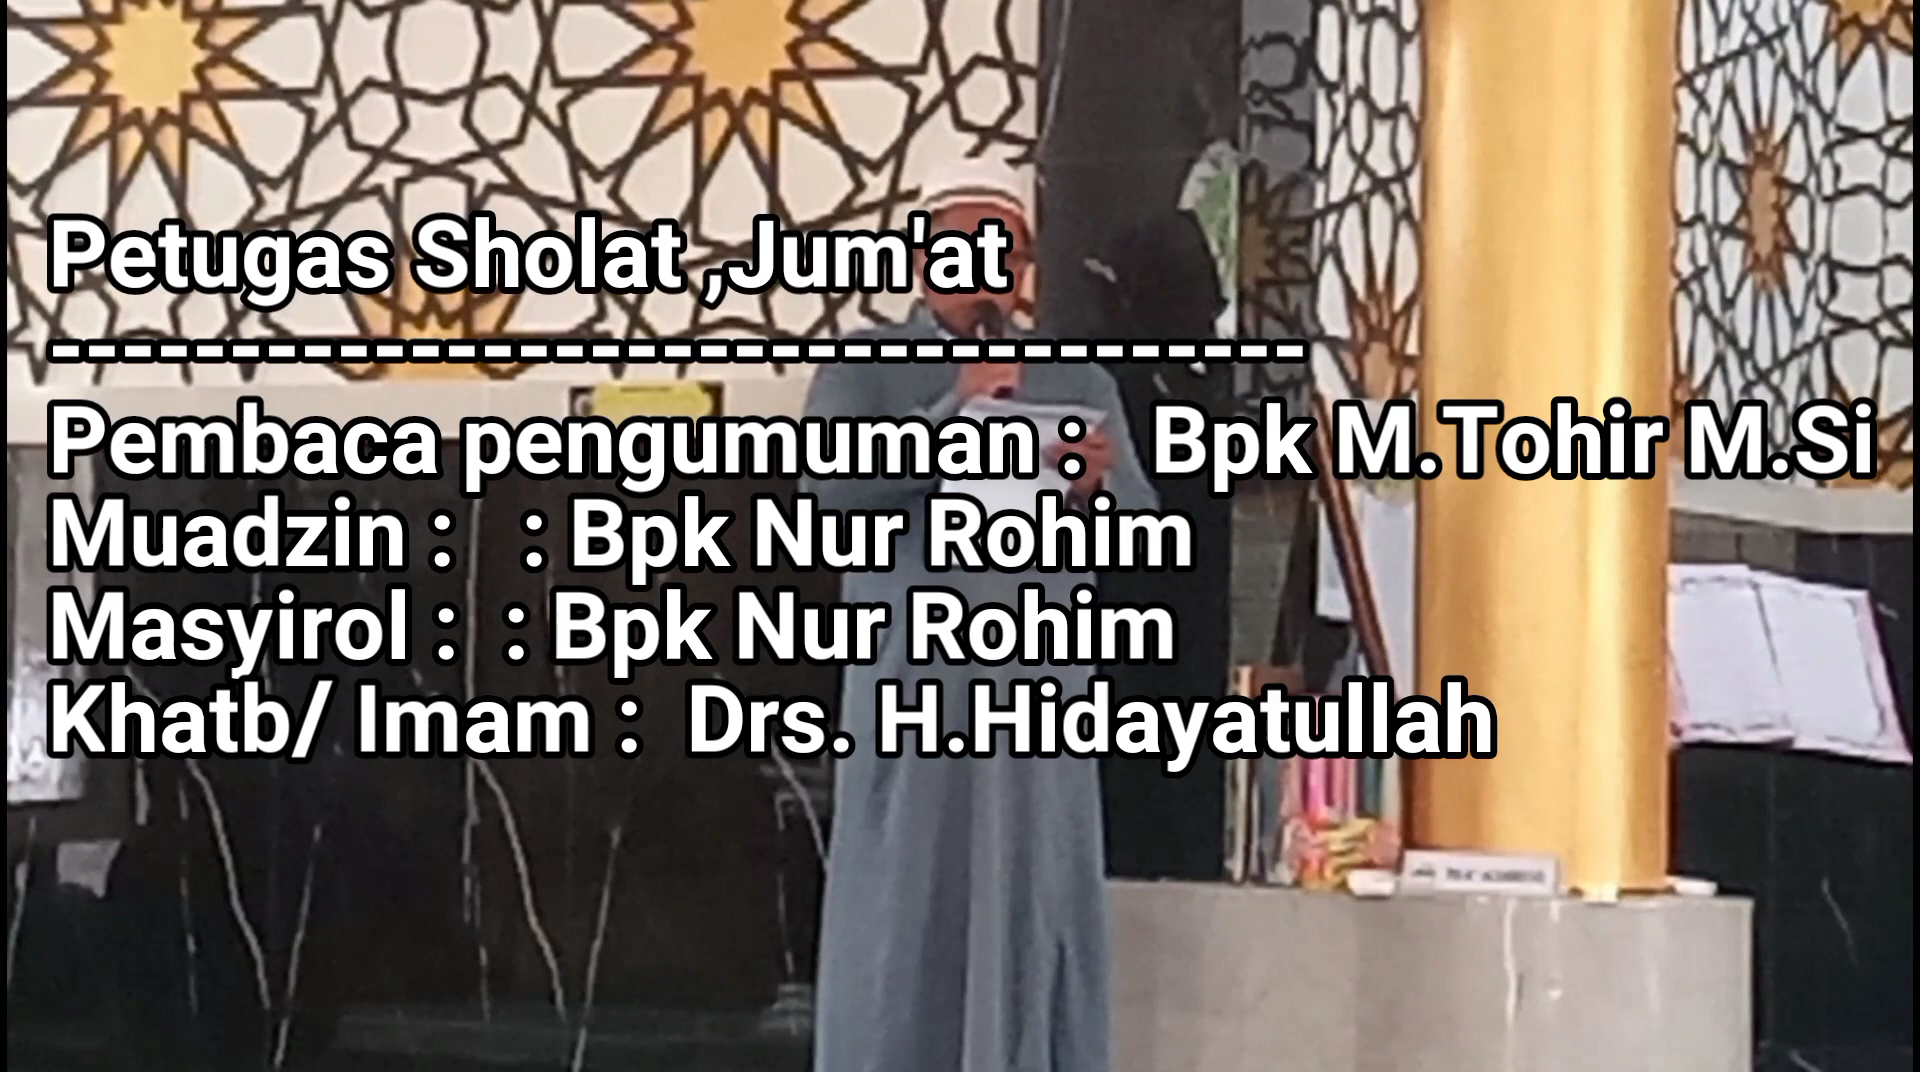 Petugas Sholat ,Jum'at
-----------------------------------
Pembaca pengumuman :   Bpk M.Tohir M.Si
Muadzin :   : Bpk Nur Rohim
Masyirol :  : Bpk Nur Rohim
Khatb/ Imam :  Drs. H.Hidayatullah